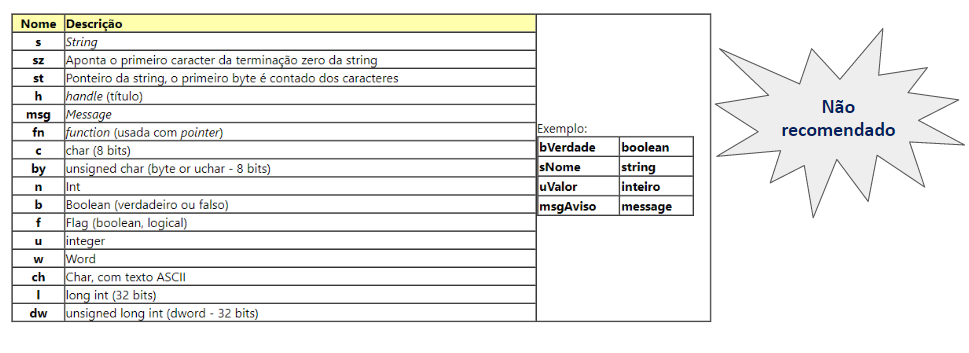 Nome Descrição
s String
sz Aponta o primeiro caracter da terminação zero da string
st Ponteiro da string, o primeiro byte é contado dos caracteres
h handle (título)
msg Message
fn function (usada com pointer)
c char (8 bits)
by unsigned char (byte or uchar - 8 bits)
n Int
b Boolean (verdadeiro ou falso)
f Flag (boolean, logical)
u integer
w Word
ch Char, com texto ASCII
l long int (32 bits)
dw unsigned long int (dword - 32 bits)
Exemplo:
bVerdade boolean
sNome string
uValor inteiro
msgAviso message
Não
recomendado